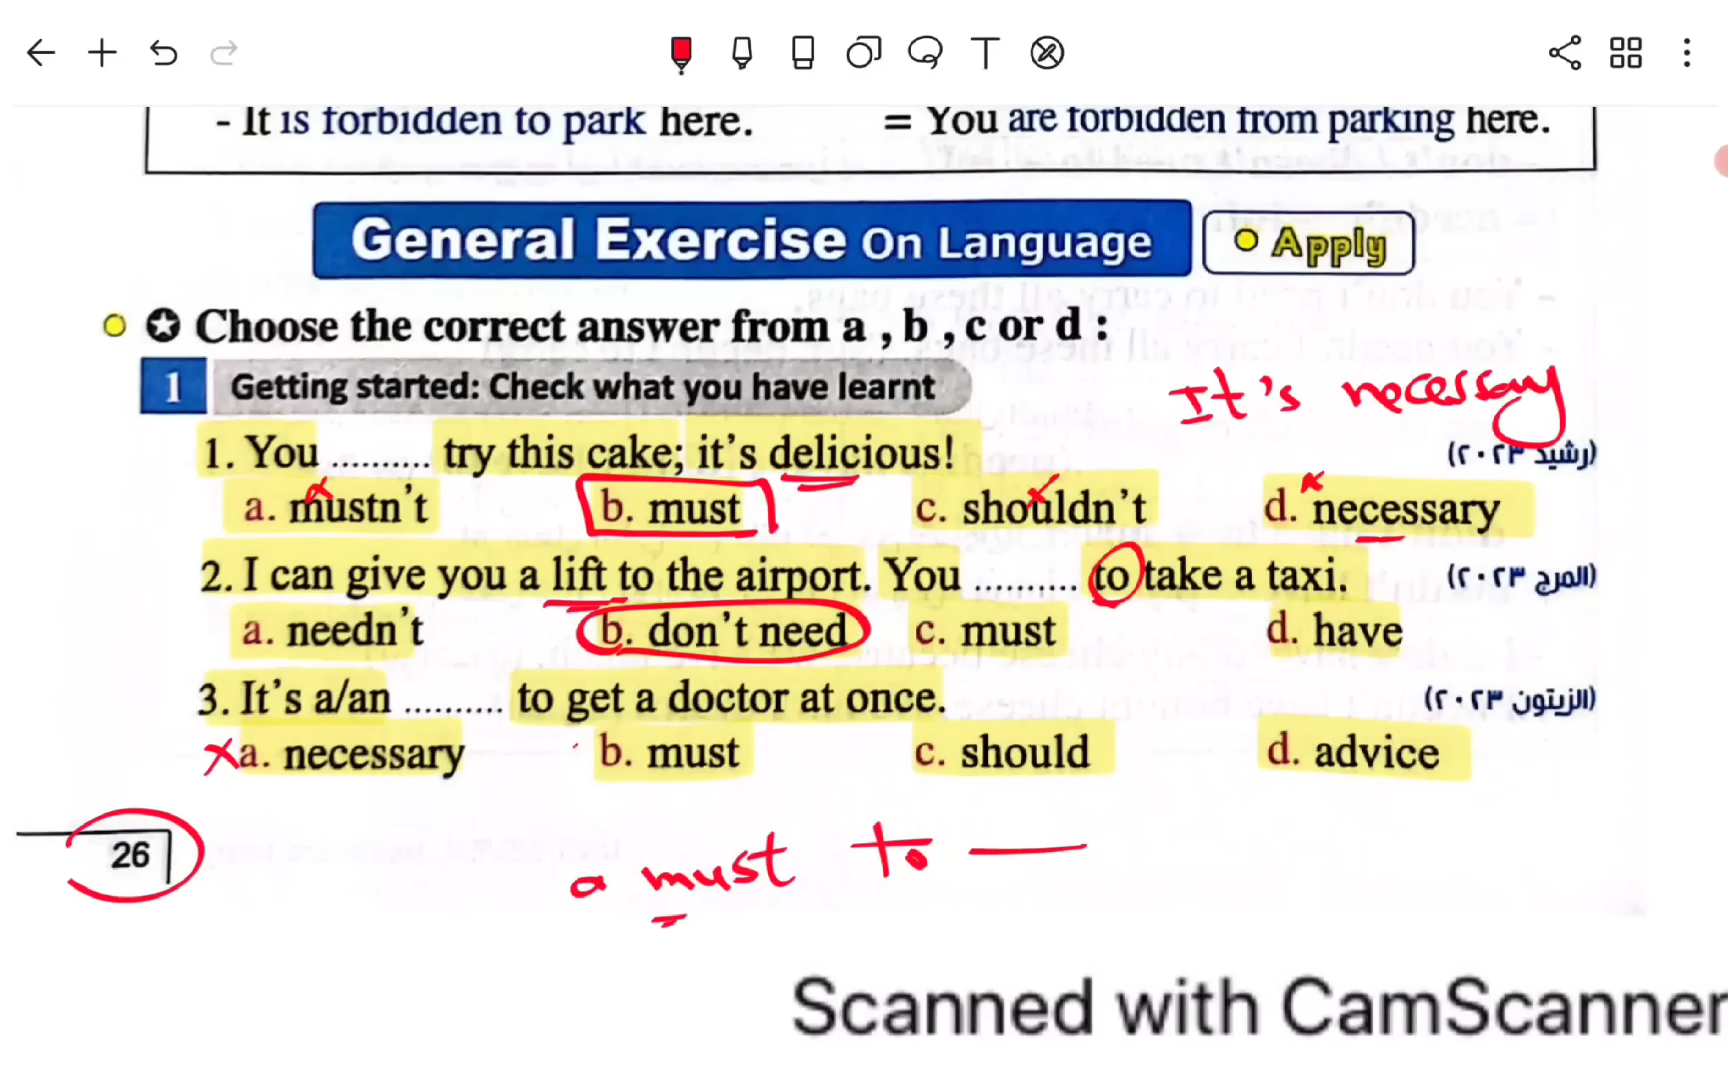 - It is forbidden to park here. = You are forbidden from parking here.
General Exercise On Language Apply
Choose the correct answer from a , b , c or d :
1 Getting started: Check what you have learnt
It's necessary
1. You .......... try this cake; it's delicious! (رشيد ٢٠٢٣)
a. mustn't b. must c. shouldn't d. necessary
2. I can give you a lift to the airport. You .......... to take a taxi. (المرج ٢٠٢٣)
a. needn't b. don't need c. must d. have
3. It's a/an .......... to get a doctor at once. (الزيتون ٢٠٢٣)
a. necessary b. must c. should d. advice
26
a must to
Scanned with CamScanner